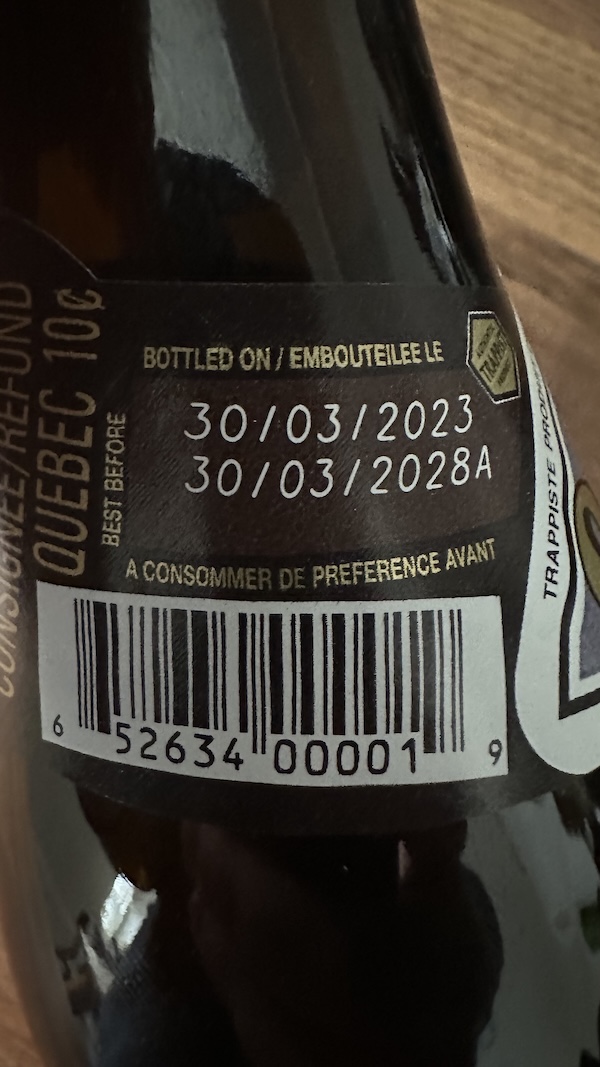 CONSIGNÉE/REFUND
QUEBEC 10¢
BEST BEFORE
BOTTLED ON / EMBOUTEILEE LE
30/03/2023
30/03/2028A
A CONSOMMER DE PREFERENCE AVANT
6 52634 00001 9
TRAPPISTE